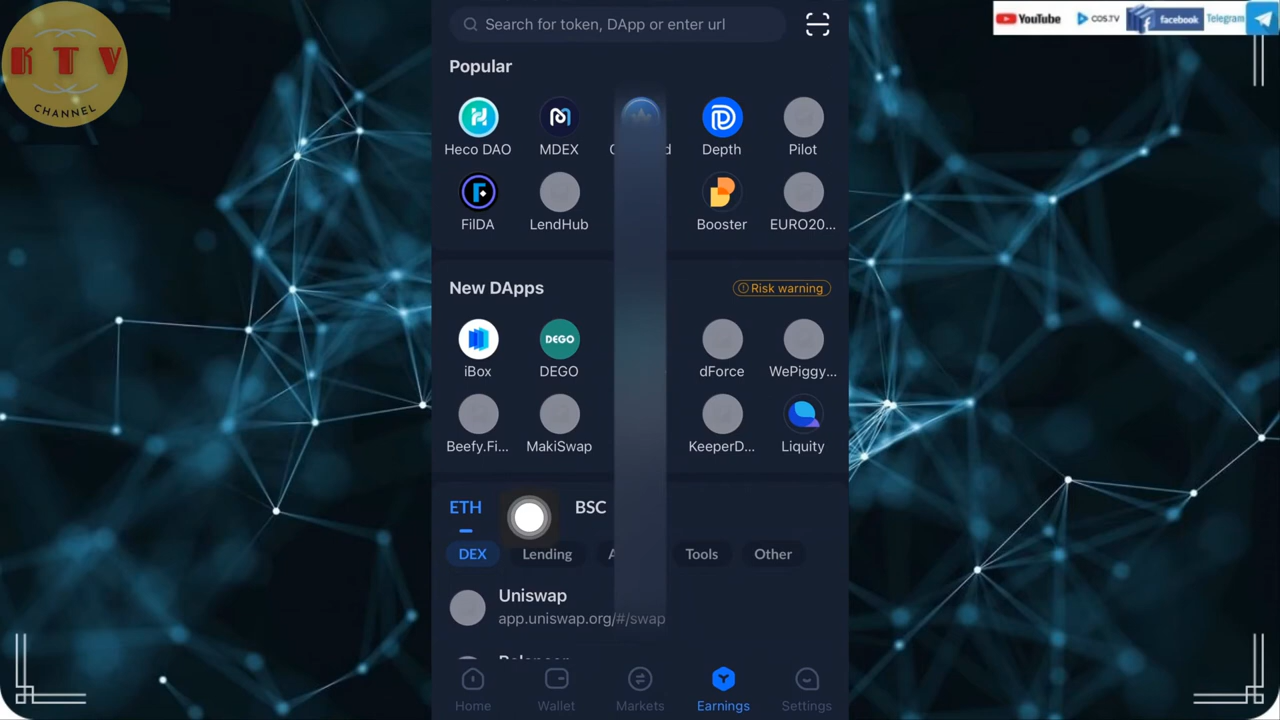 KTV
CHANNEL
YouTube
COS.TV
facebook
Telegram
Search for token, DApp or enter url
Popular
Heco DAO
MDEX
Depth
Pilot
FilDA
LendHub
Booster
EURO20...
New DApps
Risk warning
iBox
DEGO
dForce
WePiggy...
Beefy.Fi...
MakiSwap
KeeperD...
Liquity
ETH
BSC
DEX
Lending
Tools
Other
Uniswap
app.uniswap.org/#/swap
Home
Wallet
Markets
Earnings
Settings